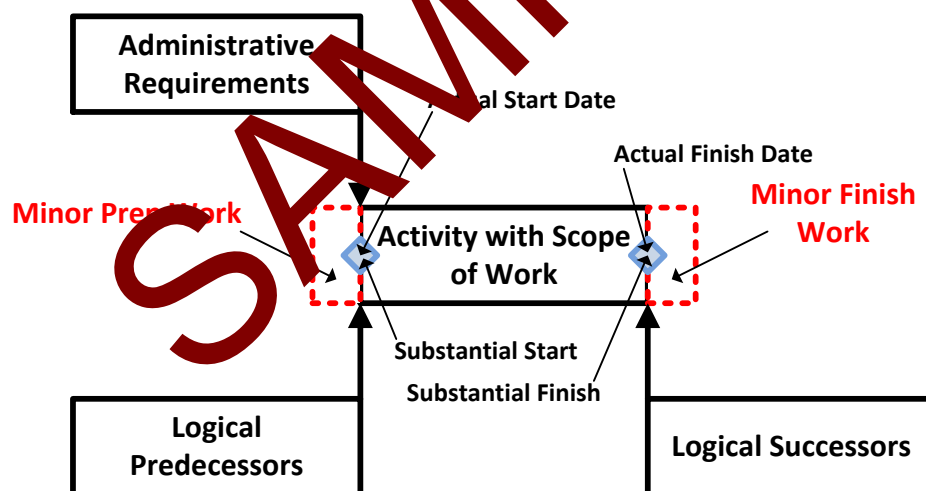 Administrative
Requirements
Start Date
Actual Finish Date
Minor Prep Work
Minor Finish
Work
Activity with Scope
of Work
Substantial Start
Substantial Finish
Logical
Predecessors
Logical Successors
SAM